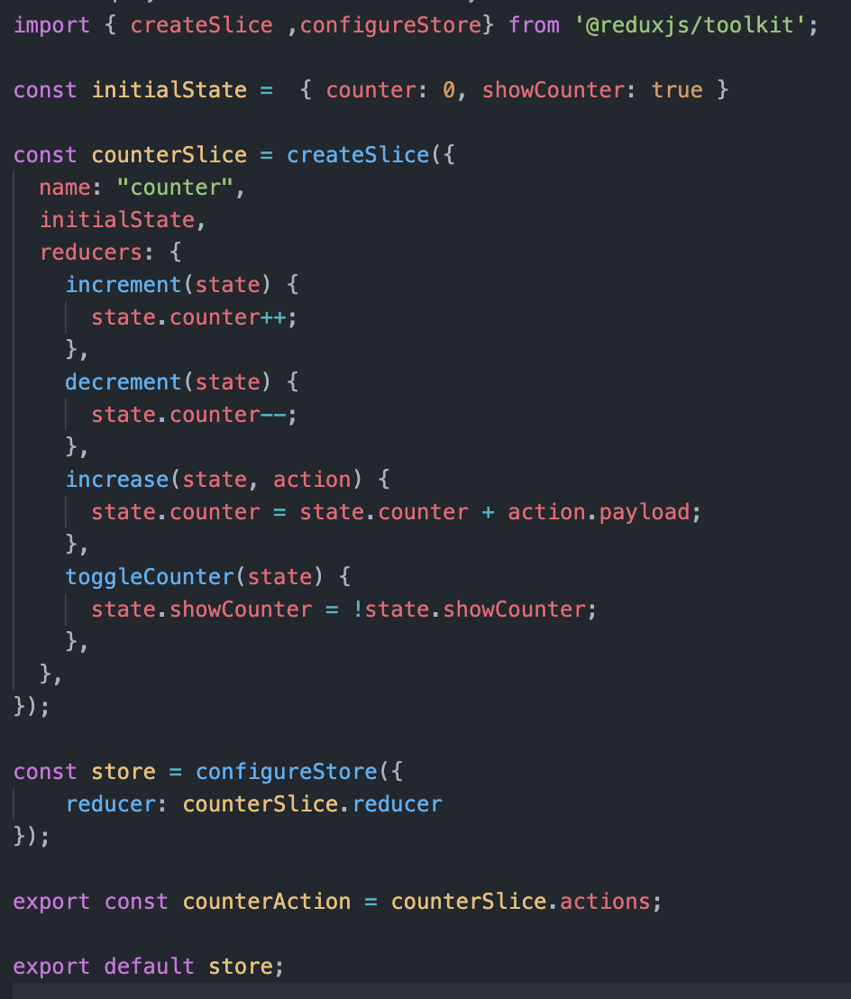 import { createSlice ,configureStore} from '@reduxjs/toolkit';
const initialState =  { counter: 0, showCounter: true }
const counterSlice = createSlice({
  name: "counter",
  initialState,
  reducers: {
    increment(state) {
      state.counter++;
    },
    decrement(state) {
      state.counter--;
    },
    increase(state, action) {
      state.counter = state.counter + action.payload;
    },
    toggleCounter(state) {
      state.showCounter = !state.showCounter;
    },
  },
});
const store = configureStore({
    reducer: counterSlice.reducer
});
export const counterAction = counterSlice.actions;
export default store;